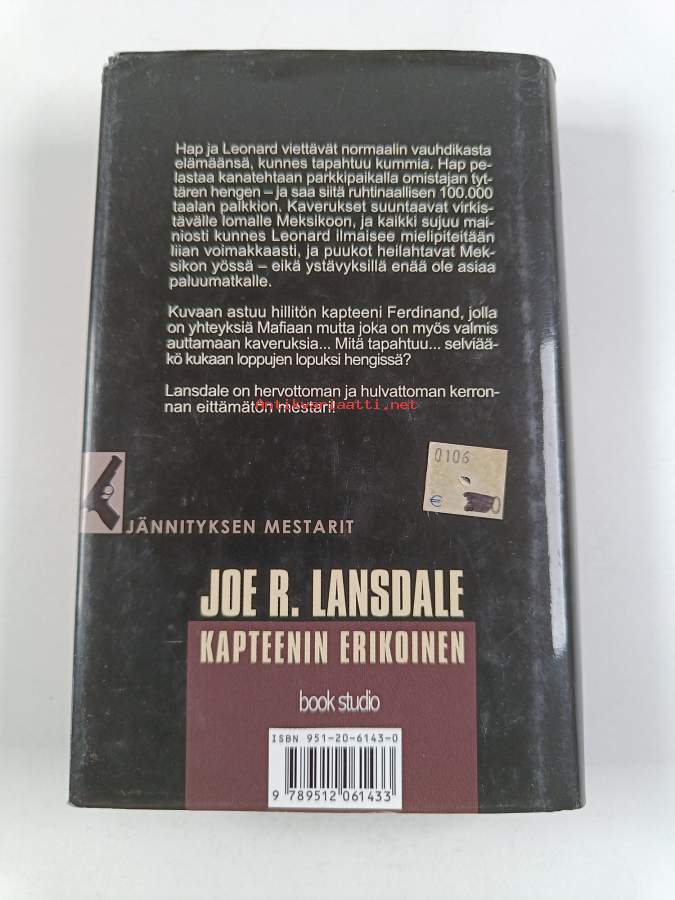 Hap ja Leonard viettävät normaalin vauhdikasta
elämäänsä, kunnes tapahtuu kummia. Hap pe-
lastaa kanatehtaan parkkipaikalla omistajan tyt-
tären hengen – ja saa siitä ruhtinaallisen 100.000
taalan palkkion. Kaverukset suuntaavat virkis-
tävälle lomalle Meksikoon, ja kaikki sujuu mai-
niosti kunnes Leonard ilmaisee mielipiteitään
liian voimakkaasti, ja puukot heilahtavat Mek-
sikon yössä – eikä ystävyksillä enää ole asiaa
paluumatkalle.
Kuvaan astuu hillitön kapteeni Ferdinand, jolla
on yhteyksiä Mafiaan mutta joka on myös valmis
auttamaan kaveruksia... Mitä tapahtuu... selviää-
kö kukaan loppujen lopuksi hengissä?
Lansdale on hervottoman ja hulvattoman kerron-
nan eittämätön mestari!
Antikvariaatti.net
0106
€ 0
JÄNNITYKSEN MESTARIT
JOE R. LANSDALE
KAPTEENIN ERIKOINEN
book studio
ISBN 951-20-6143-0
9 789512 061433